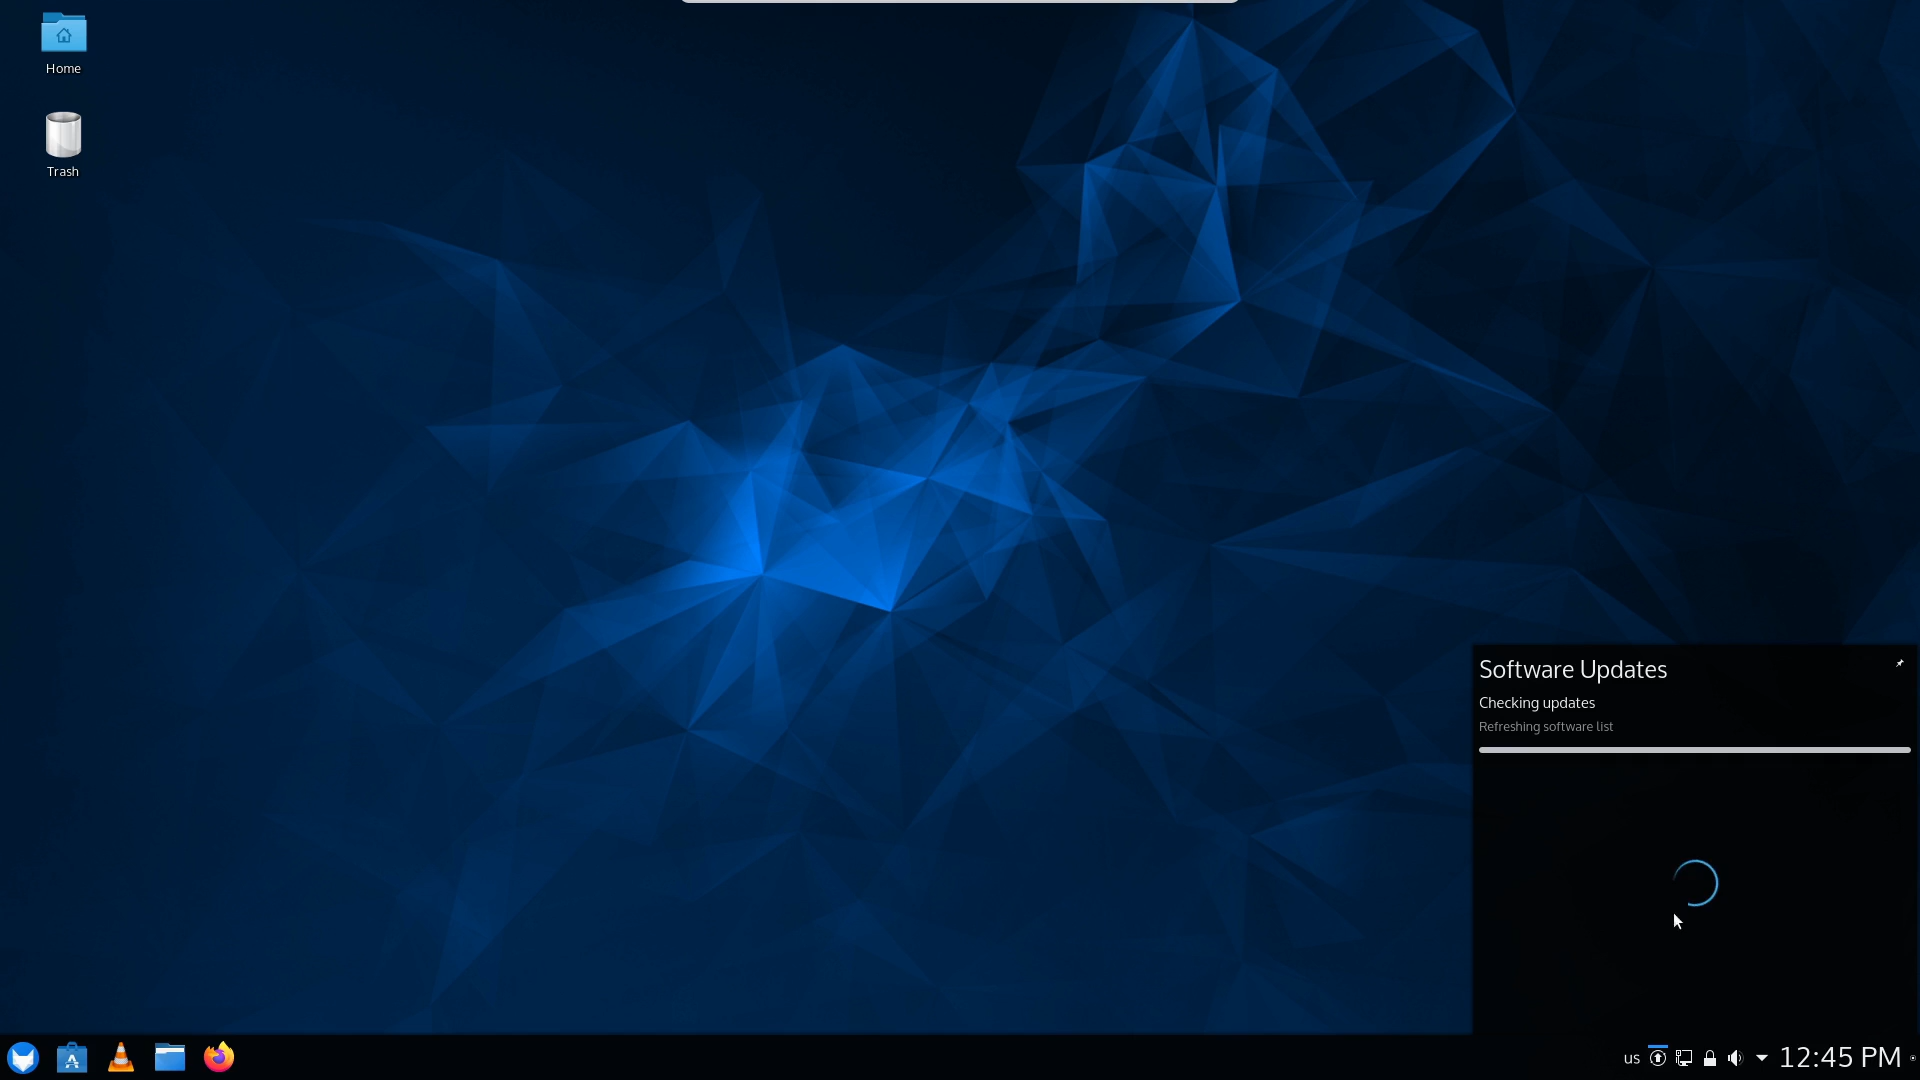 Home
Trash
Software Updates
Checking updates
Refreshing software list
us
12:45 PM